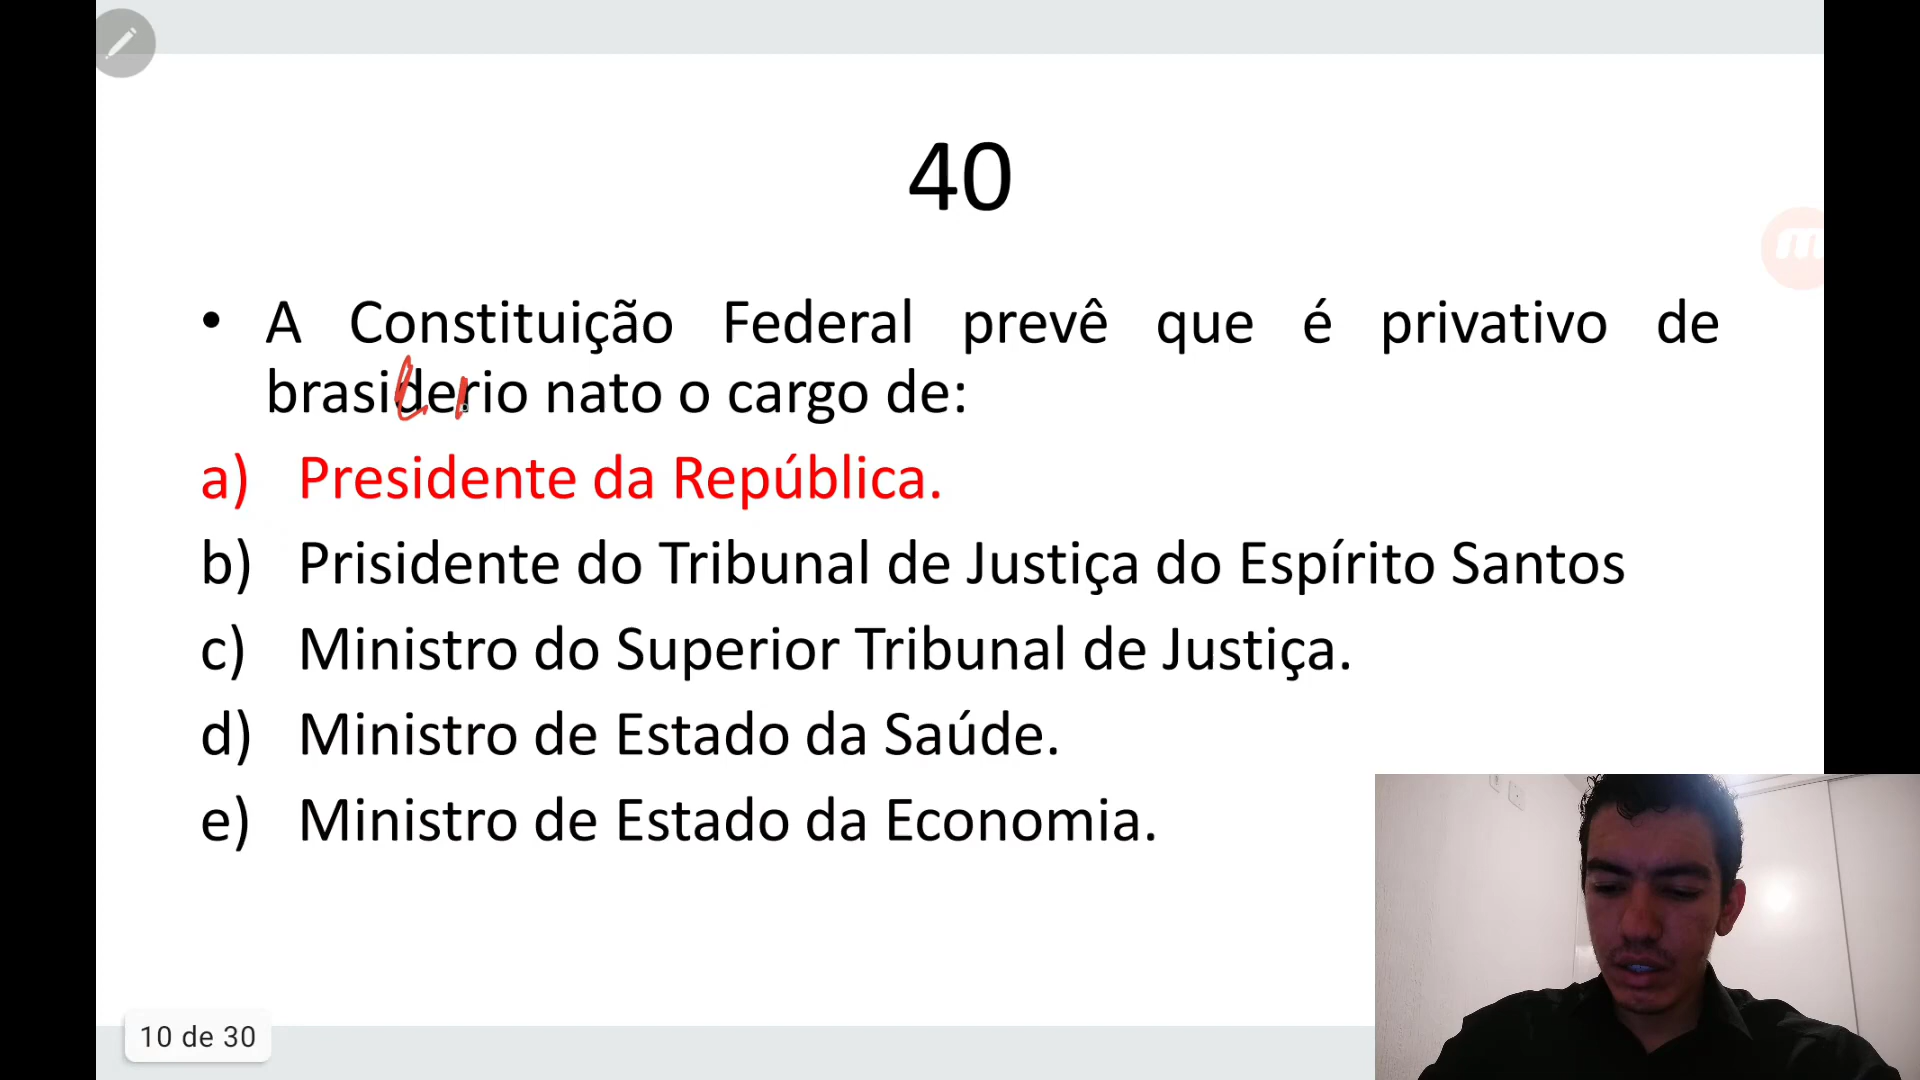 40
• A Constituição Federal prevê que é privativo de
brasiderio nato o cargo de:
a) Presidente da República.
b) Prisidente do Tribunal de Justiça do Espírito Santos
c) Ministro do Superior Tribunal de Justiça.
d) Ministro de Estado da Saúde.
e) Ministro de Estado da Economia.
10 de 30